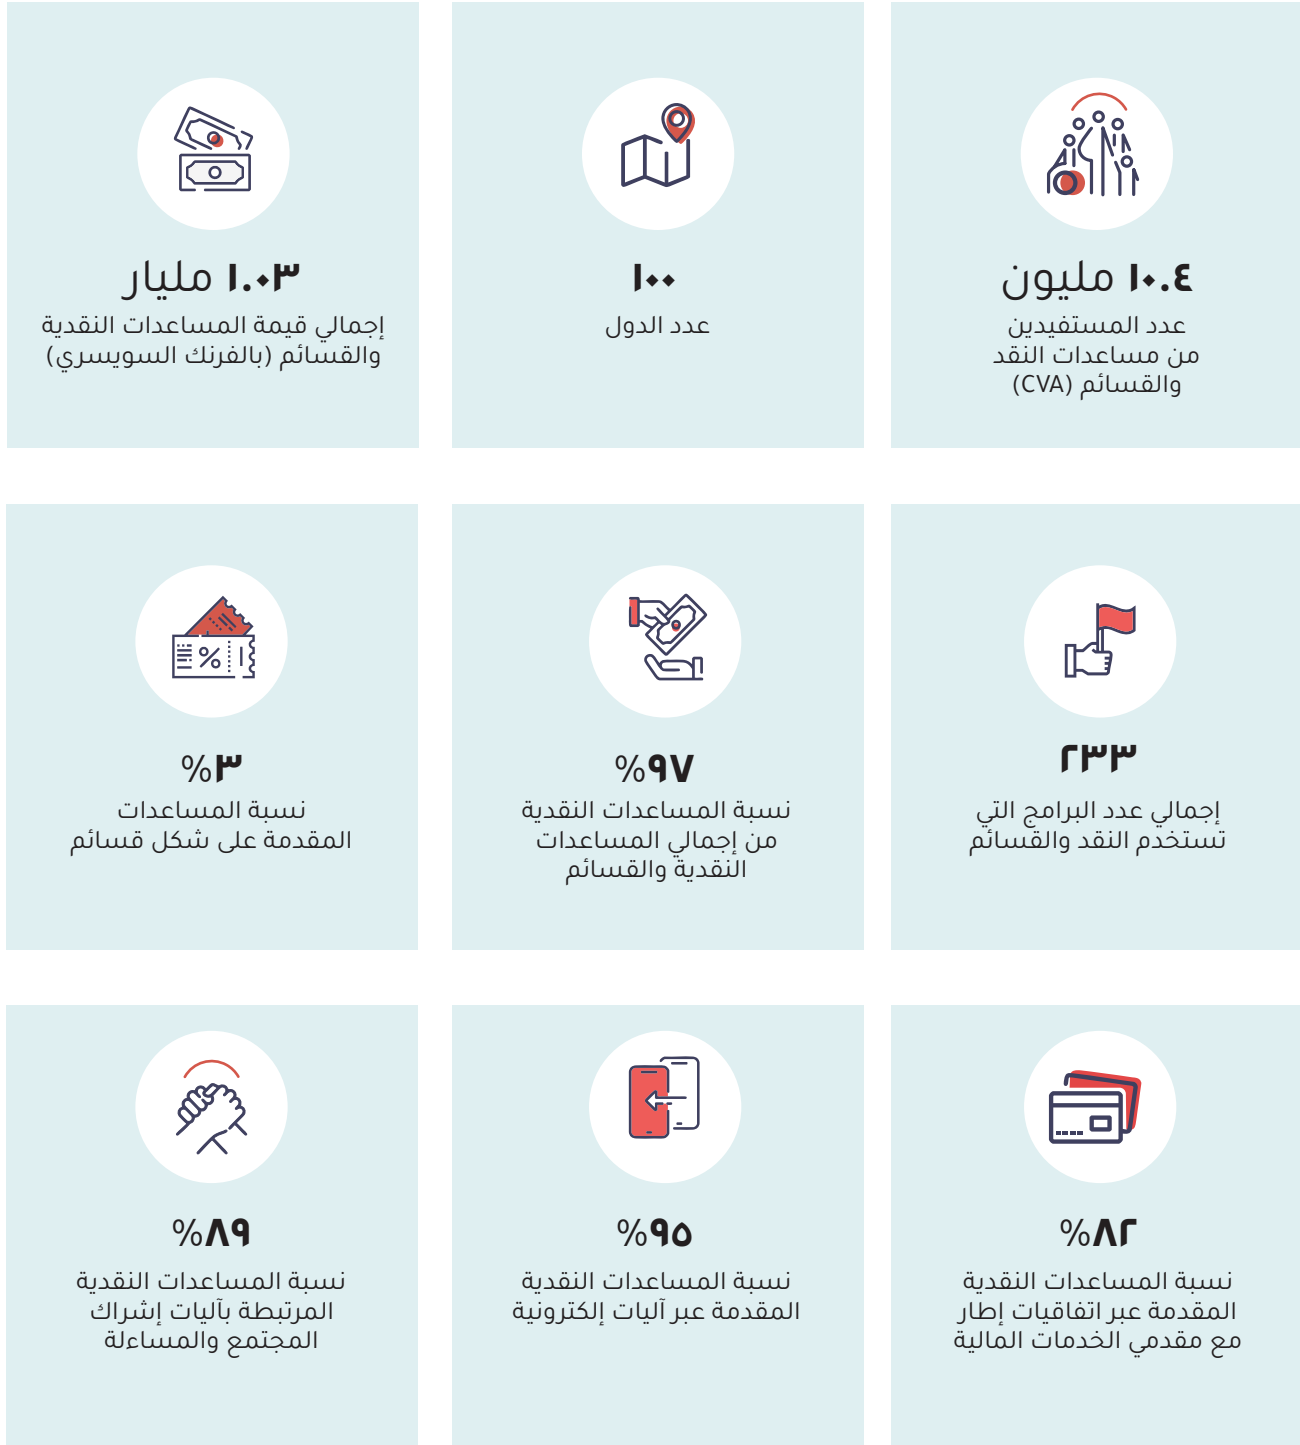 ١٠.٤ مليون
عدد المستفيدين
من مساعدات النقد
والقسائم (CVA)
١٠٠
عدد الدول
١.٠٣ مليار
إجمالي قيمة المساعدات النقدية
والقسائم (بالفرنك السويسري)
٢٣٣
إجمالي عدد البرامج التي
تستخدم النقد والقسائم
٩٧%
نسبة المساعدات النقدية
من إجمالي المساعدات
النقدية والقسائم
٣%
نسبة المساعدات
المقدمة على شكل قسائم
%
٨٢%
نسبة المساعدات النقدية
المقدمة عبر اتفاقيات إطار
مع مقدمي الخدمات المالية
٩٥%
نسبة المساعدات النقدية
المقدمة عبر آليات إلكترونية
٨٩%
نسبة المساعدات النقدية
المرتبطة بآليات إشراك
المجتمع والمساءلة